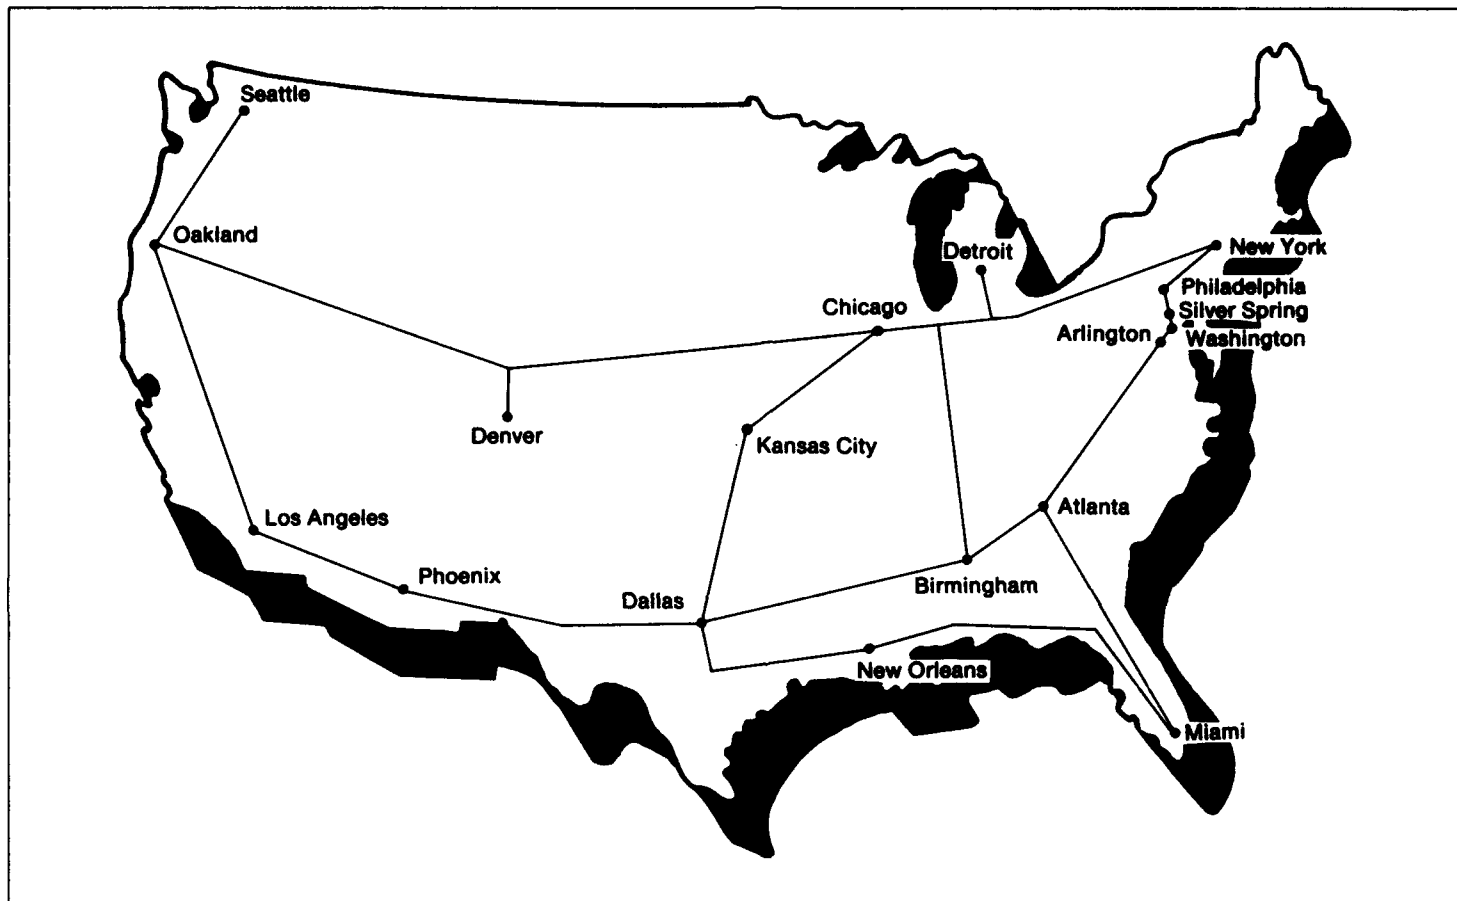 Seattle
Oakland
New York
Detroit
Philadelphia
Chicago
Silver Spring
Arlington
Washington
Denver
Kansas City
Los Angeles
Atlanta
Phoenix
Birmingham
Dallas
New Orleans
Miami